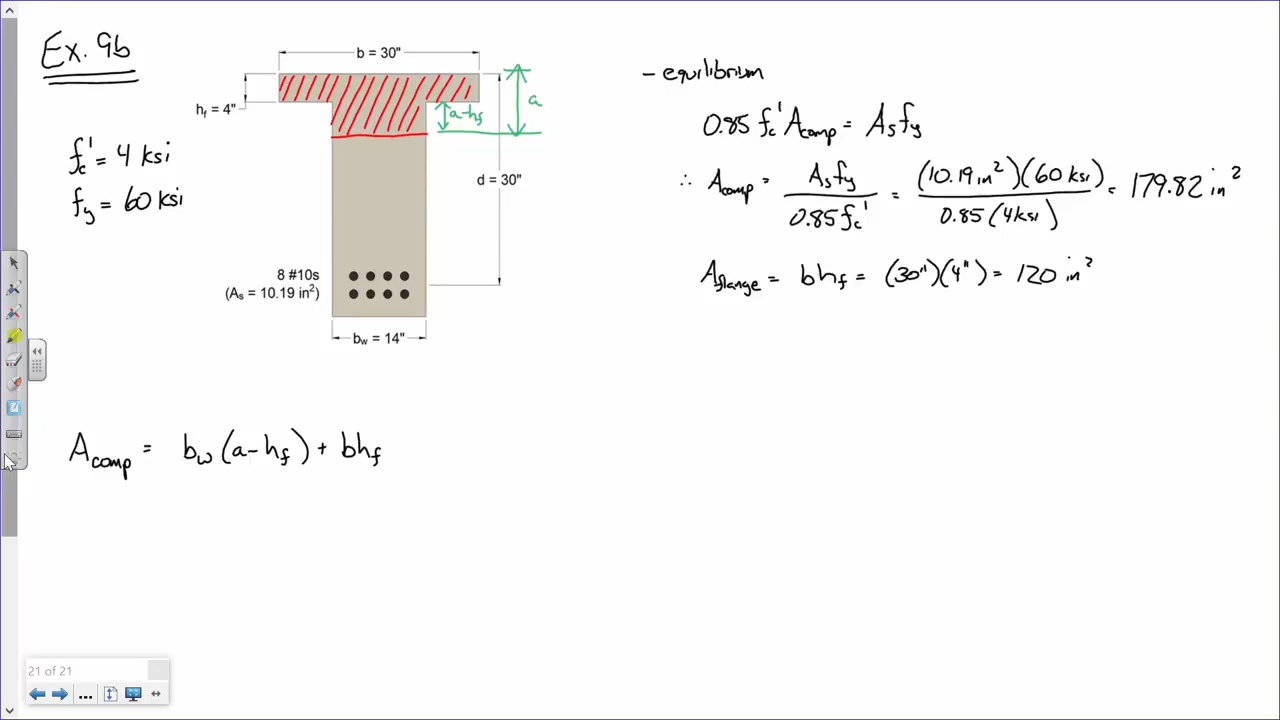 Ex. 9b
f'c = 4 ksi
fy = 60 ksi
b = 30"
hf = 4"
a
a-hf
d = 30"
8 #10s
(As = 10.19 in²)
bw = 14"
Acomp = bw (a-hf) + bhf
- equilibrium
0.85 f'c Acomp = As fy
∴ Acomp = As fy / 0.85 f'c = (10.19 in²)(60 ksi) / 0.85 (4 ksi) = 179.82 in²
Aflange = bhf = (30")(4") = 120 in²
21 of 21